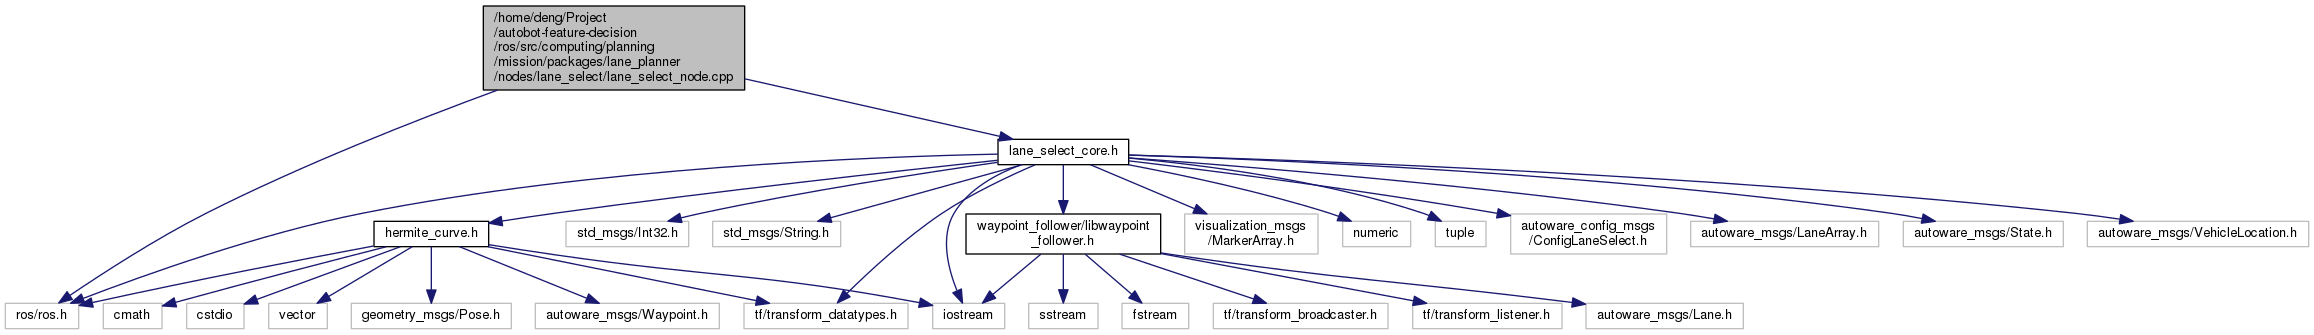 /home/deng/Project
/autobot-feature-decision
/ros/src/computing/planning
/mission/packages/lane_planner
/nodes/lane_select/lane_select_node.cpp
lane_select_core.h
hermite_curve.h
std_msgs/Int32.h
std_msgs/String.h
waypoint_follower/libwaypoint
_follower.h
visualization_msgs
/MarkerArray.h
numeric
tuple
autoware_config_msgs
/ConfigLaneSelect.h
autoware_msgs/LaneArray.h
autoware_msgs/State.h
autoware_msgs/VehicleLocation.h
ros/ros.h
cmath
cstdio
vector
geometry_msgs/Pose.h
autoware_msgs/Waypoint.h
tf/transform_datatypes.h
iostream
sstream
fstream
tf/transform_broadcaster.h
tf/transform_listener.h
autoware_msgs/Lane.h